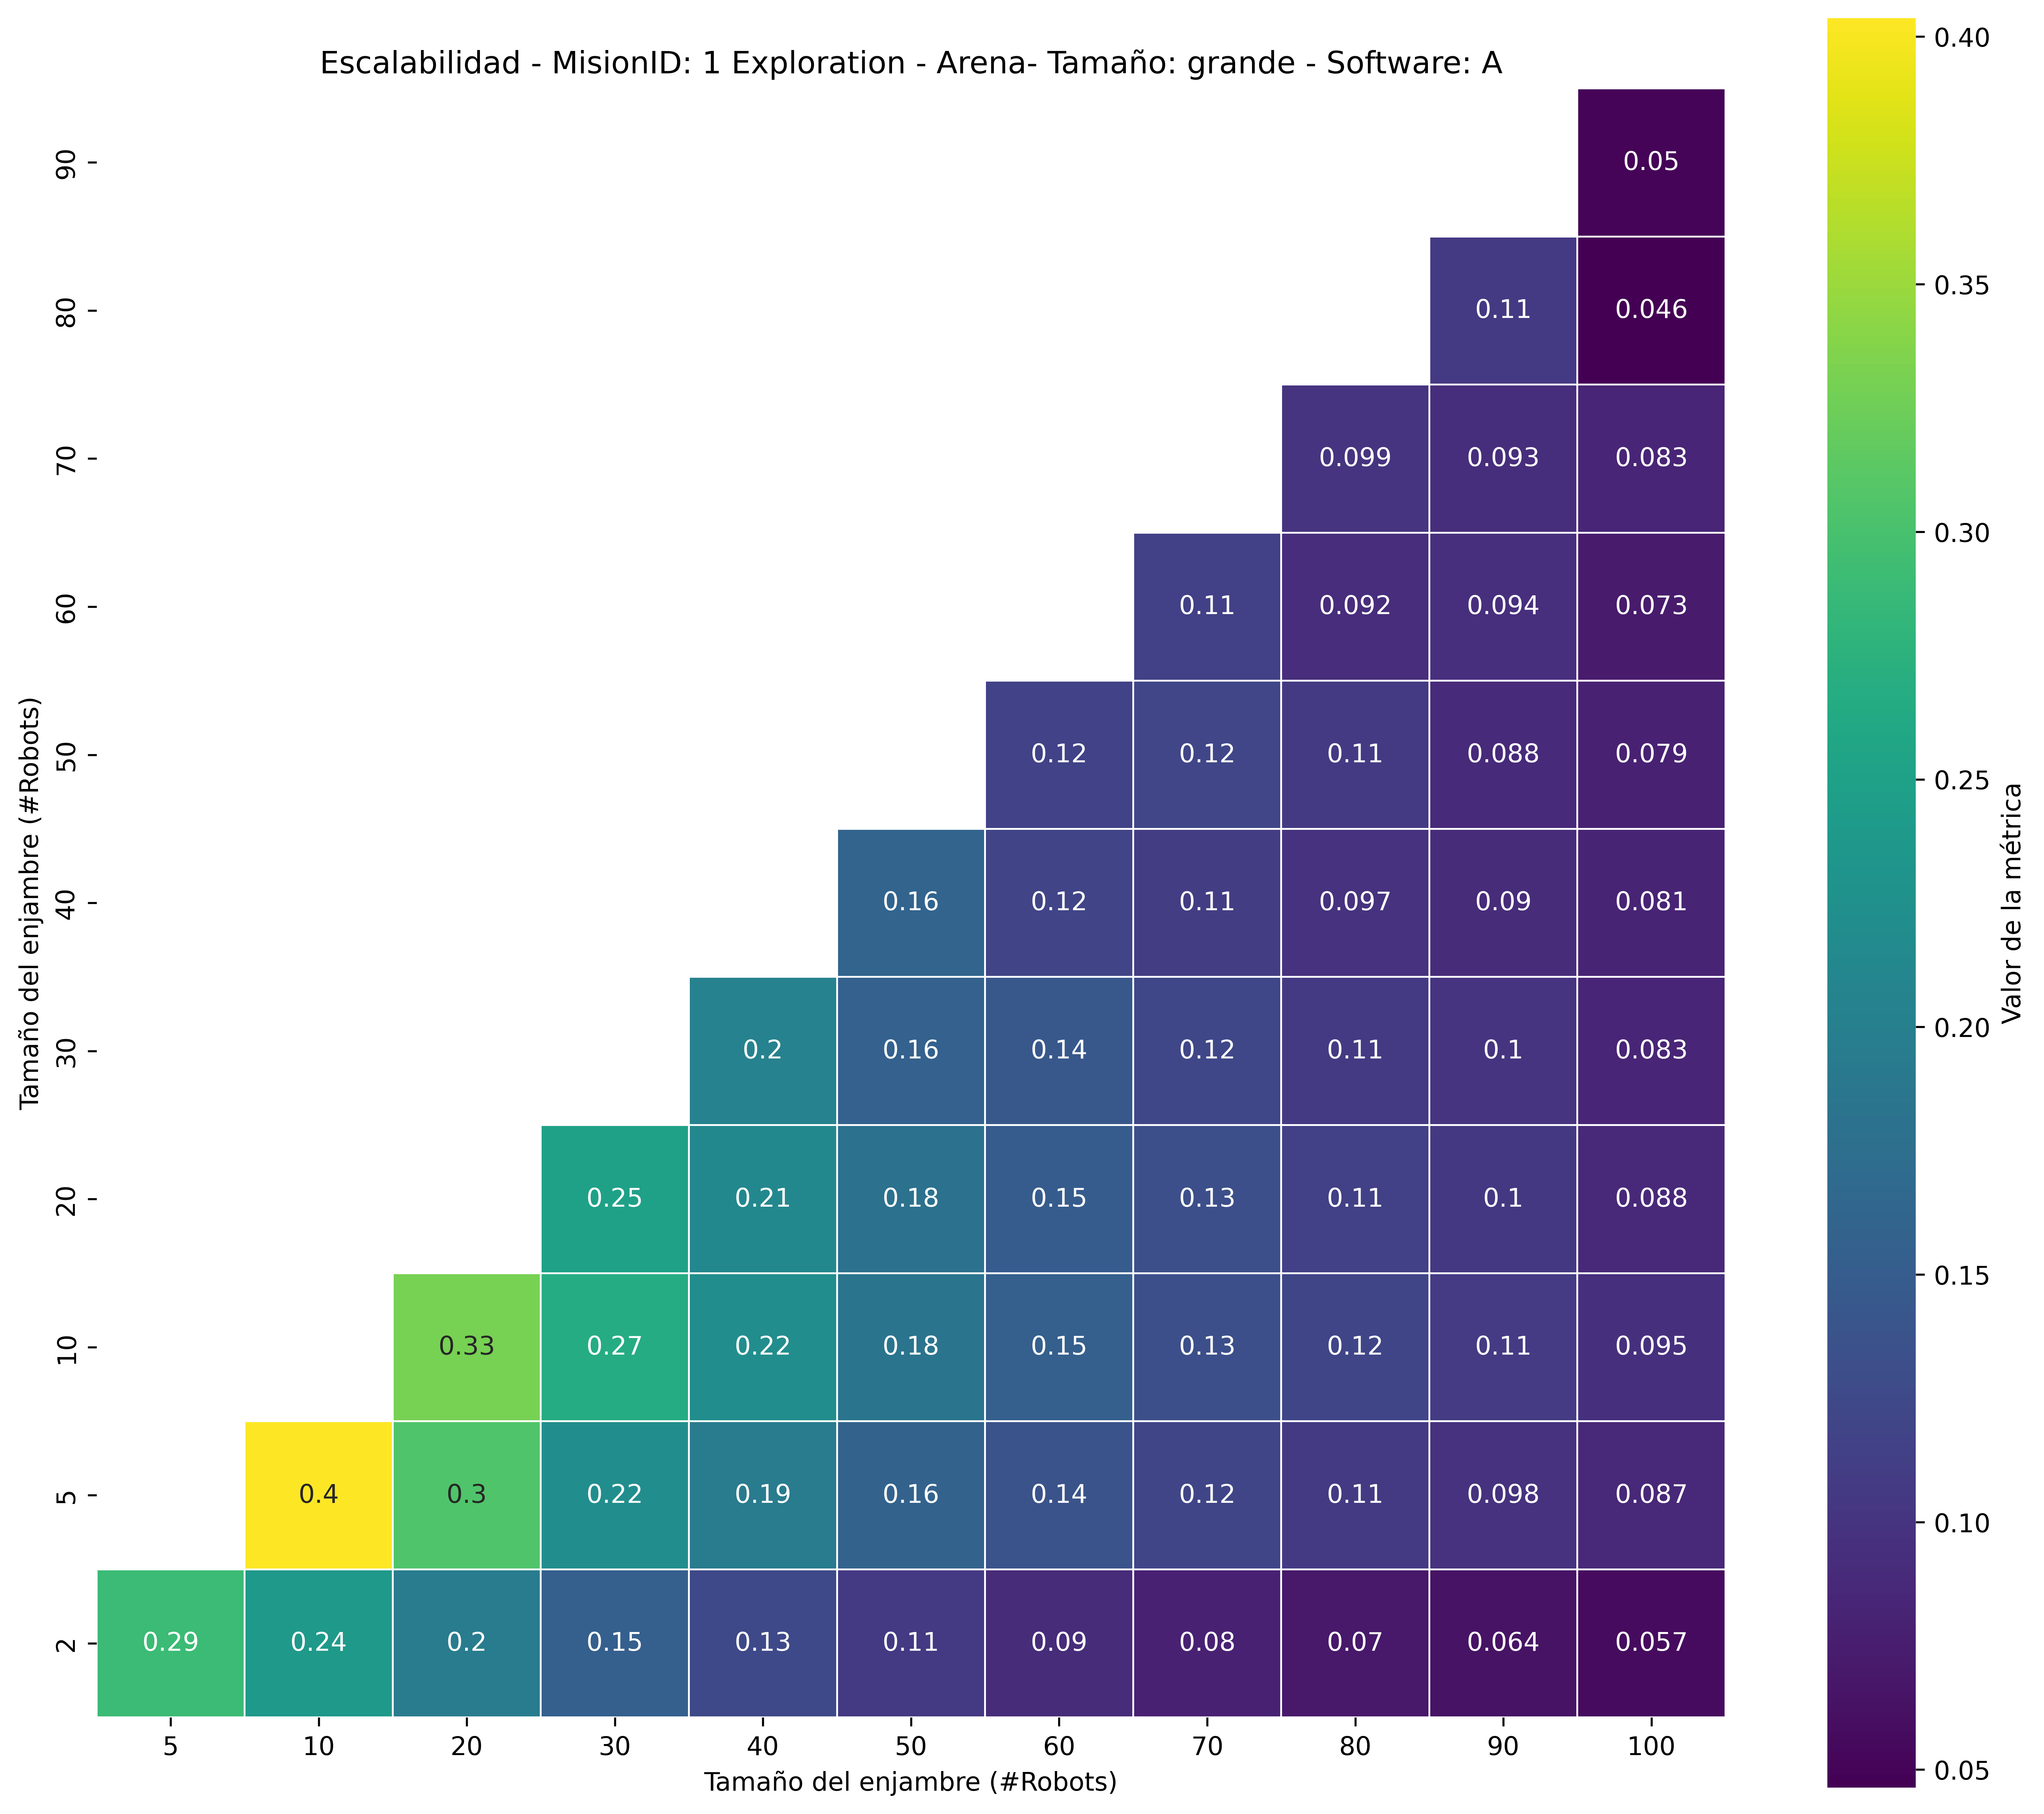 Escalabilidad - MisionID: 1 Exploration - Arena- Tamaño: grande - Software: A
Tamaño del enjambre (#Robots)
90 0.05
80 0.11 0.046
70 0.099 0.093 0.083
60 0.11 0.092 0.094 0.073
50 0.12 0.12 0.11 0.088 0.079
40 0.16 0.12 0.11 0.097 0.09 0.081
30 0.2 0.16 0.14 0.12 0.11 0.1 0.083
20 0.25 0.21 0.18 0.15 0.13 0.11 0.1 0.088
10 0.33 0.27 0.22 0.18 0.15 0.13 0.12 0.11 0.095
5 0.4 0.3 0.22 0.19 0.16 0.14 0.12 0.11 0.098 0.087
2 0.29 0.24 0.2 0.15 0.13 0.11 0.09 0.08 0.07 0.064 0.057
5 10 20 30 40 50 60 70 80 90 100
Tamaño del enjambre (#Robots)
0.40
0.35
0.30
0.25
0.20
0.15
0.10
0.05
Valor de la métrica